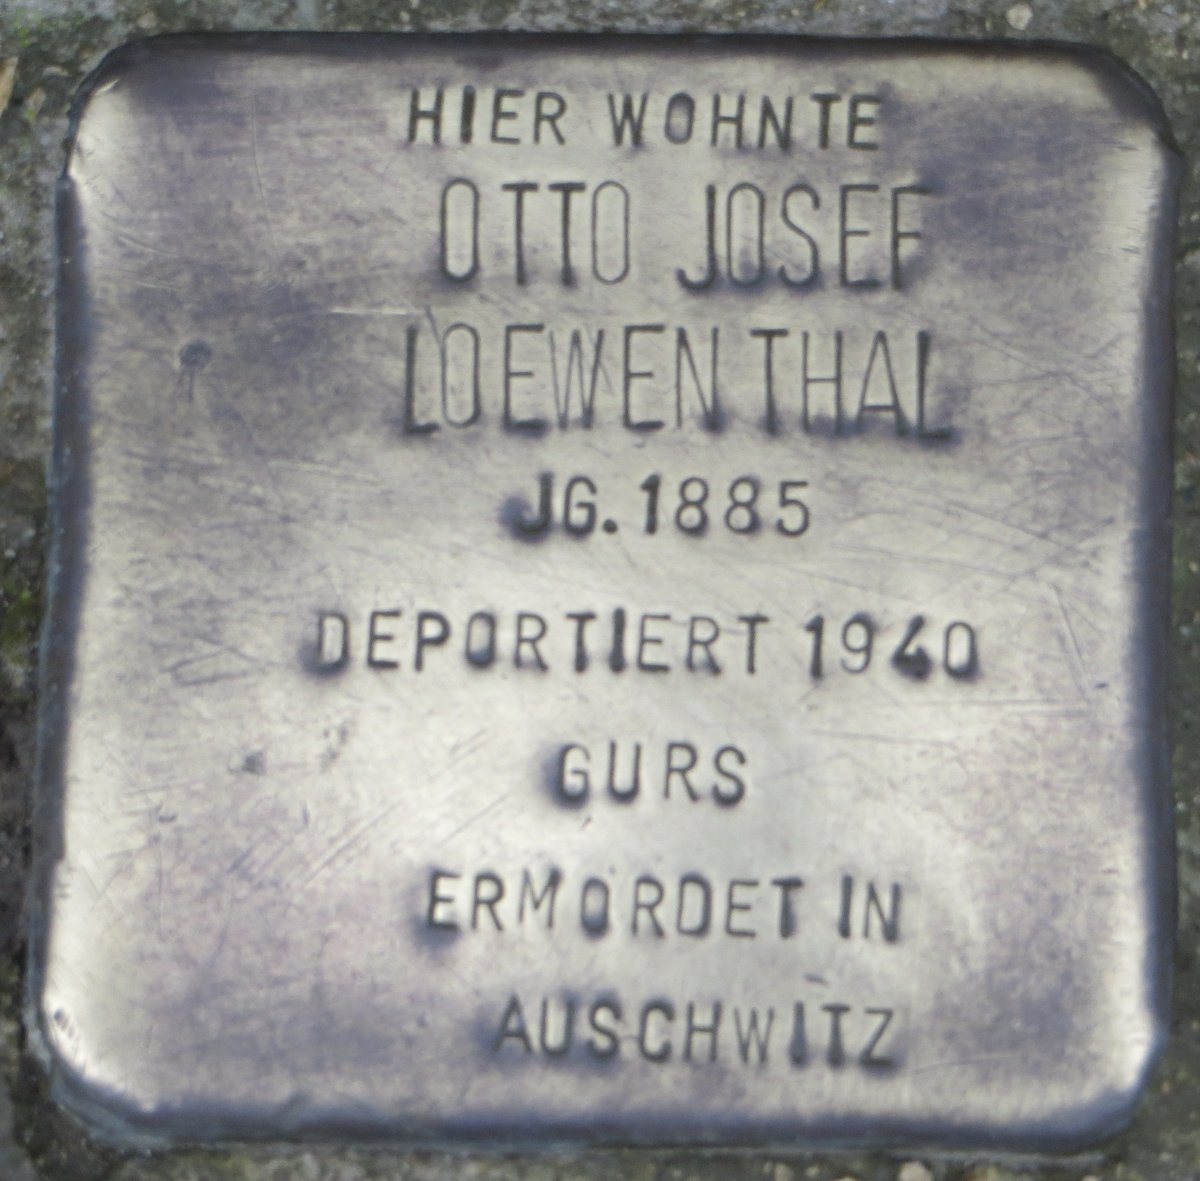 HIER WOHNTE
OTTO JOSEF
LOEWENTHAL
JG. 1885
DEPORTIERT 1940
GURS
ERMORDET IN
AUSCHWITZ